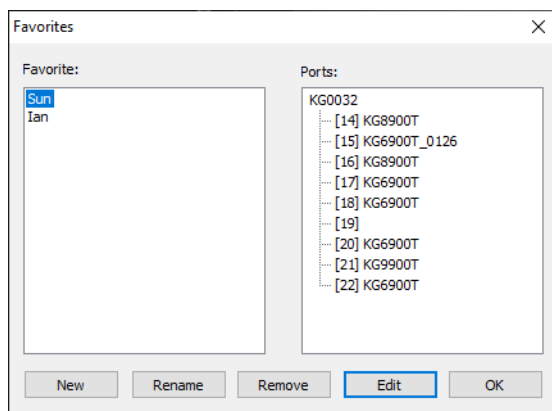 Favorites
Favorite:
Sun
Ian
Ports:
KG0032
[14] KG8900T
[15] KG6900T_0126
[16] KG8900T
[17] KG6900T
[18] KG6900T
[19]
[20] KG6900T
[21] KG9900T
[22] KG6900T
New
Rename
Remove
Edit
OK